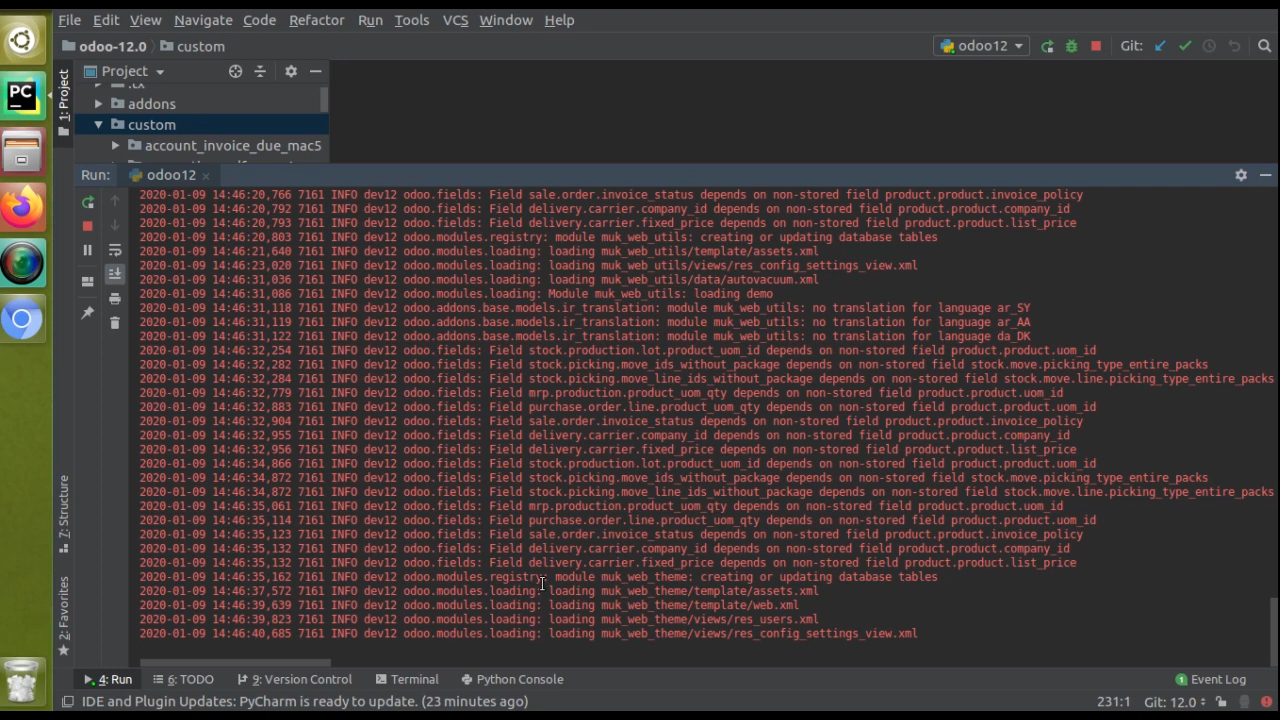 File Edit View Navigate Code Refactor Run Tools VCS Window Help
odoo-12.0 custom odoo12 Git:
PC
1: Project
Project
addons
custom
account_invoice_due_mac5
Run: odoo12
2020-01-09 14:46:20,766 7161 INFO dev12 odoo.fields: Field sale.order.invoice_status depends on non-stored field product.product.invoice_policy
2020-01-09 14:46:20,792 7161 INFO dev12 odoo.fields: Field delivery.carrier.company_id depends on non-stored field product.product.company_id
2020-01-09 14:46:20,793 7161 INFO dev12 odoo.fields: Field delivery.carrier.fixed_price depends on non-stored field product.product.list_price
2020-01-09 14:46:20,803 7161 INFO dev12 odoo.modules.registry: module muk_web_utils: creating or updating database tables
2020-01-09 14:46:21,640 7161 INFO dev12 odoo.modules.loading: loading muk_web_utils/template/assets.xml
2020-01-09 14:46:23,020 7161 INFO dev12 odoo.modules.loading: loading muk_web_utils/views/res_config_settings_view.xml
2020-01-09 14:46:31,036 7161 INFO dev12 odoo.modules.loading: loading muk_web_utils/data/autovacuum.xml
2020-01-09 14:46:31,086 7161 INFO dev12 odoo.modules.loading: Module muk_web_utils: loading demo
2020-01-09 14:46:31,118 7161 INFO dev12 odoo.addons.base.models.ir_translation: module muk_web_utils: no translation for language ar_SY
2020-01-09 14:46:31,119 7161 INFO dev12 odoo.addons.base.models.ir_translation: module muk_web_utils: no translation for language ar_AA
2020-01-09 14:46:31,122 7161 INFO dev12 odoo.addons.base.models.ir_translation: module muk_web_utils: no translation for language da_DK
2020-01-09 14:46:32,254 7161 INFO dev12 odoo.fields: Field stock.production.lot.product_uom_id depends on non-stored field product.product.uom_id
2020-01-09 14:46:32,282 7161 INFO dev12 odoo.fields: Field stock.picking.move_ids_without_package depends on non-stored field stock.move.picking_type_entire_packs
2020-01-09 14:46:32,284 7161 INFO dev12 odoo.fields: Field stock.picking.move_line_ids_without_package depends on non-stored field stock.move.line.picking_type_entire_packs
2020-01-09 14:46:32,779 7161 INFO dev12 odoo.fields: Field mrp.production.product_uom_qty depends on non-stored field product.product.uom_id
2020-01-09 14:46:32,883 7161 INFO dev12 odoo.fields: Field purchase.order.line.product_uom_qty depends on non-stored field product.product.uom_id
2020-01-09 14:46:32,904 7161 INFO dev12 odoo.fields: Field sale.order.invoice_status depends on non-stored field product.product.invoice_policy
2020-01-09 14:46:32,955 7161 INFO dev12 odoo.fields: Field delivery.carrier.company_id depends on non-stored field product.product.company_id
2020-01-09 14:46:32,956 7161 INFO dev12 odoo.fields: Field delivery.carrier.fixed_price depends on non-stored field product.product.list_price
2020-01-09 14:46:34,866 7161 INFO dev12 odoo.fields: Field stock.production.lot.product_uom_id depends on non-stored field product.product.uom_id
2020-01-09 14:46:34,872 7161 INFO dev12 odoo.fields: Field stock.picking.move_ids_without_package depends on non-stored field stock.move.picking_type_entire_packs
2020-01-09 14:46:34,872 7161 INFO dev12 odoo.fields: Field stock.picking.move_line_ids_without_package depends on non-stored field stock.move.line.picking_type_entire_packs
2020-01-09 14:46:35,061 7161 INFO dev12 odoo.fields: Field mrp.production.product_uom_qty depends on non-stored field product.product.uom_id
2020-01-09 14:46:35,114 7161 INFO dev12 odoo.fields: Field purchase.order.line.product_uom_qty depends on non-stored field product.product.uom_id
2020-01-09 14:46:35,123 7161 INFO dev12 odoo.fields: Field sale.order.invoice_status depends on non-stored field product.product.invoice_policy
2020-01-09 14:46:35,132 7161 INFO dev12 odoo.fields: Field delivery.carrier.company_id depends on non-stored field product.product.company_id
2020-01-09 14:46:35,132 7161 INFO dev12 odoo.fields: Field delivery.carrier.fixed_price depends on non-stored field product.product.list_price
2020-01-09 14:46:35,162 7161 INFO dev12 odoo.modules.registry: module muk_web_theme: creating or updating database tables
2020-01-09 14:46:37,572 7161 INFO dev12 odoo.modules.loading: loading muk_web_theme/template/assets.xml
2020-01-09 14:46:39,639 7161 INFO dev12 odoo.modules.loading: loading muk_web_theme/template/web.xml
2020-01-09 14:46:39,823 7161 INFO dev12 odoo.modules.loading: loading muk_web_theme/views/res_users.xml
2020-01-09 14:46:40,685 7161 INFO dev12 odoo.modules.loading: loading muk_web_theme/views/res_config_settings_view.xml
7: Structure
2: Favorites
4: Run 6: TODO 9: Version Control Terminal Python Console 1 Event Log
IDE and Plugin Updates: PyCharm is ready to update. (23 minutes ago) 231:1 Git: 12.0